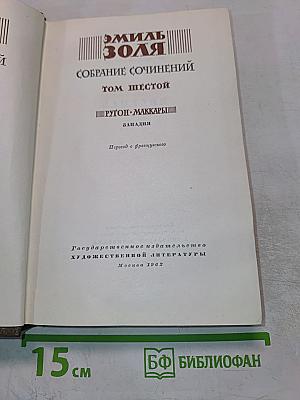 ЭМИЛЬ
ЗОЛЯ
СОБРАНИЕ СОЧИНЕНИЙ
ТОМ ШЕСТОЙ
РУГОН-МАККАРЫ
ЗАПАДНЯ
Перевод с французского
Государственное издательство
ХУДОЖЕСТВЕННОЙ ЛИТЕРАТУРЫ
Москва 1962
15 см
БФ БИБЛИОФАН